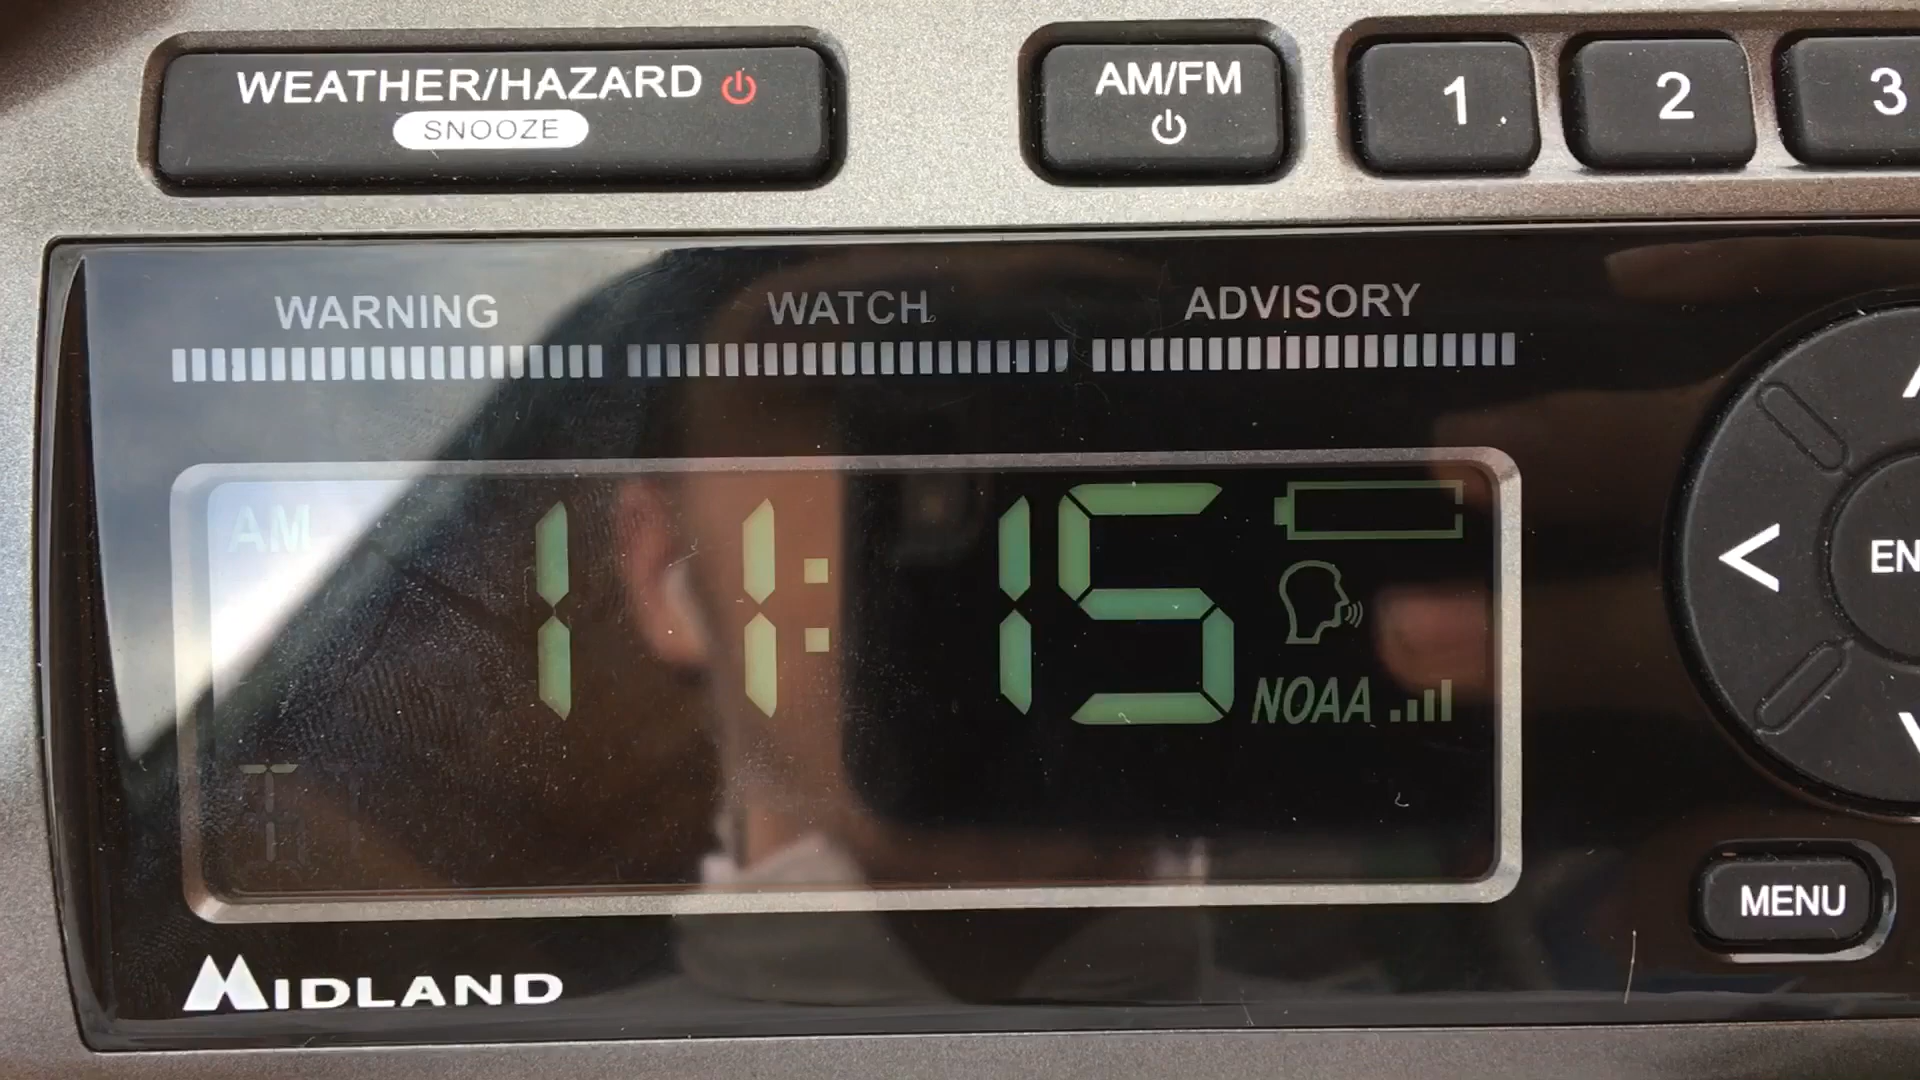 WEATHER/HAZARD
SNOOZE
AM/FM
1
2
3
WARNING
WATCH
ADVISORY
AM
11:15
NOAA
<
EN
MENU
MIDLAND